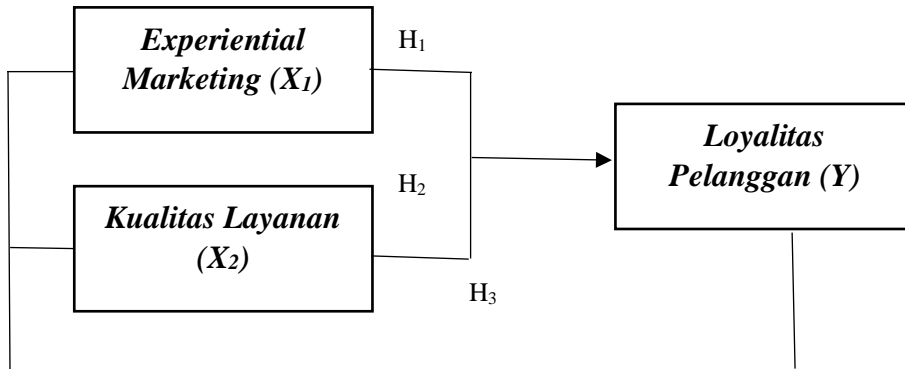 Experiential
Marketing (X₁)
H₁
Loyalitas
Pelanggan (Y)
H₂
Kualitas Layanan
(X₂)
H₃